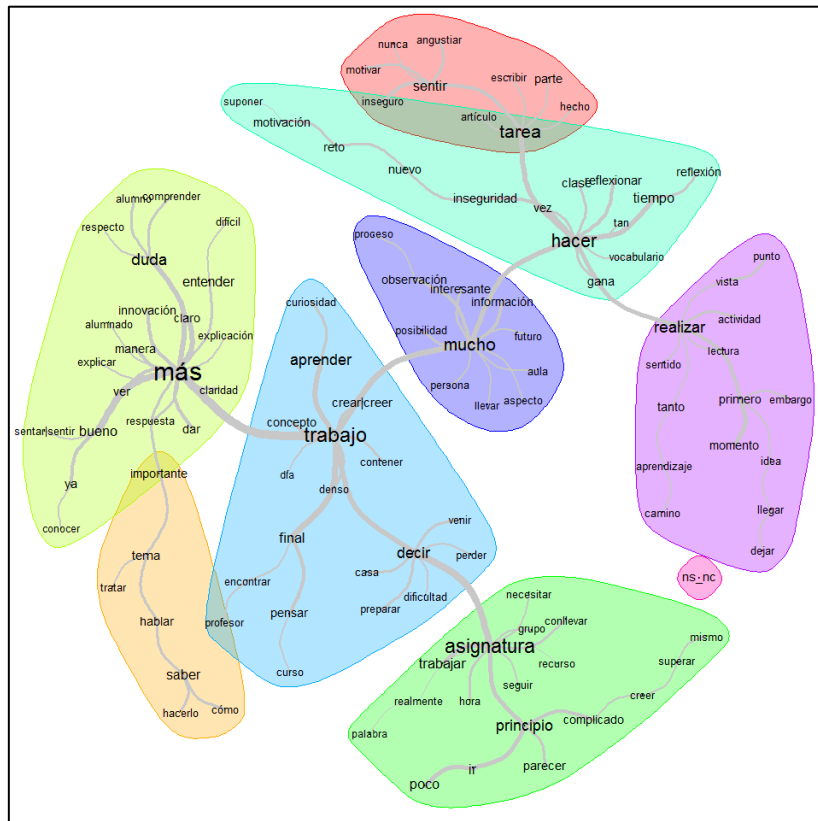 nunca
angustiar
motivar
sentir
escribir
parte
inseguro
artículo
hecho
tarea
suponer
motivación
reto
nuevo
inseguridad
vez
clase
reflexionar
reflexión
tan
tiempo
hacer
vocabulario
gana
alumno
comprender
respecto
difícil
duda
entender
innovación
alumnado
claro
explicación
manera
explicar
más
ver
claridad
sentar|sentir
bueno
respuesta
dar
ya
conocer
importante
tema
tratar
hablar
saber
hacerlo
cómo
curiosidad
aprender
crear|creer
concepto
trabajo
día
contener
denso
final
decir
venir
casa
perder
encontrar
dificultad
preparar
profesor
pensar
curso
proceso
observación
interesante
información
posibilidad
mucho
futuro
aula
persona
llevar
aspecto
punto
vista
realizar
actividad
lectura
sentido
tanto
primero
embargo
momento
aprendizaje
idea
camino
llegar
dejar
ns_nc
necesitar
grupo
conllevar
asignatura
trabajar
recurso
mismo
superar
seguir
realmente
hora
creer
palabra
principio
complicado
ir
parecer
poco